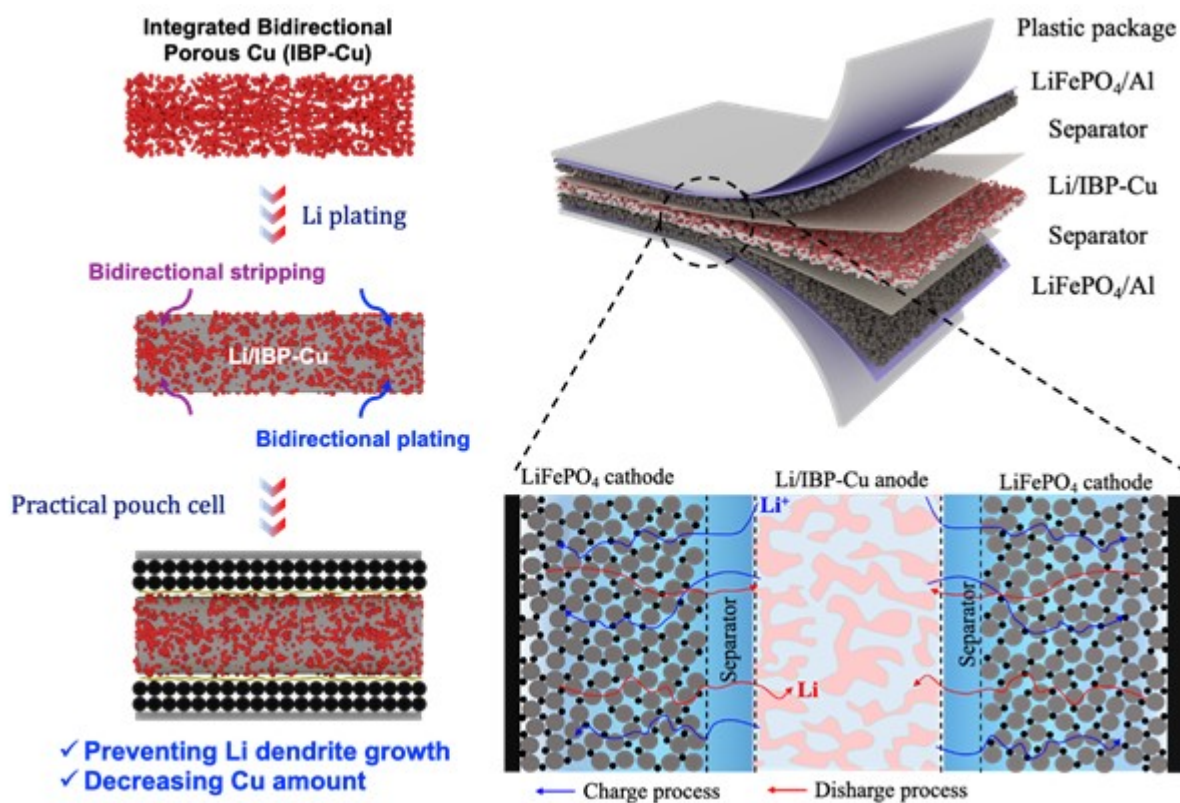 Integrated Bidirectional
Porous Cu (IBP-Cu)
Li plating
Bidirectional stripping
Li/IBP-Cu
Bidirectional plating
Practical pouch cell
✓ Preventing Li dendrite growth
✓ Decreasing Cu amount
Plastic package
LiFePO₄/Al
Separator
Li/IBP-Cu
Separator
LiFePO₄/Al
LiFePO₄ cathode
Li/IBP-Cu anode
LiFePO₄ cathode
Li⁺
Separator
Separator
Li
Charge process
Disharge process